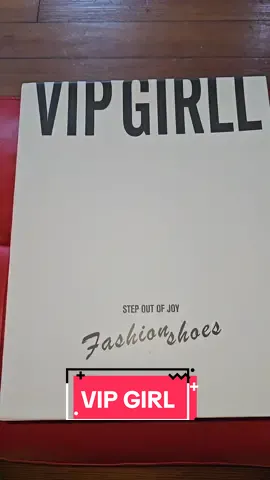 VIP GIRLL
STEP OUT OF JOY
Fashion shoes
VIP GIRL